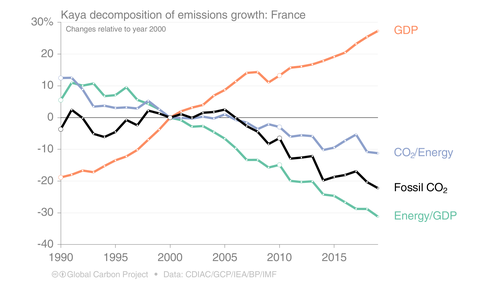 Kaya decomposition of emissions growth: France
Changes relative to year 2000
30%
20
10
0
-10
-20
-30
-40
1990
1995
2000
2005
2010
2015
GDP
CO₂/Energy
Fossil CO₂
Energy/GDP
Global Carbon Project • Data: CDIAC/GCP/IEA/BP/IMF